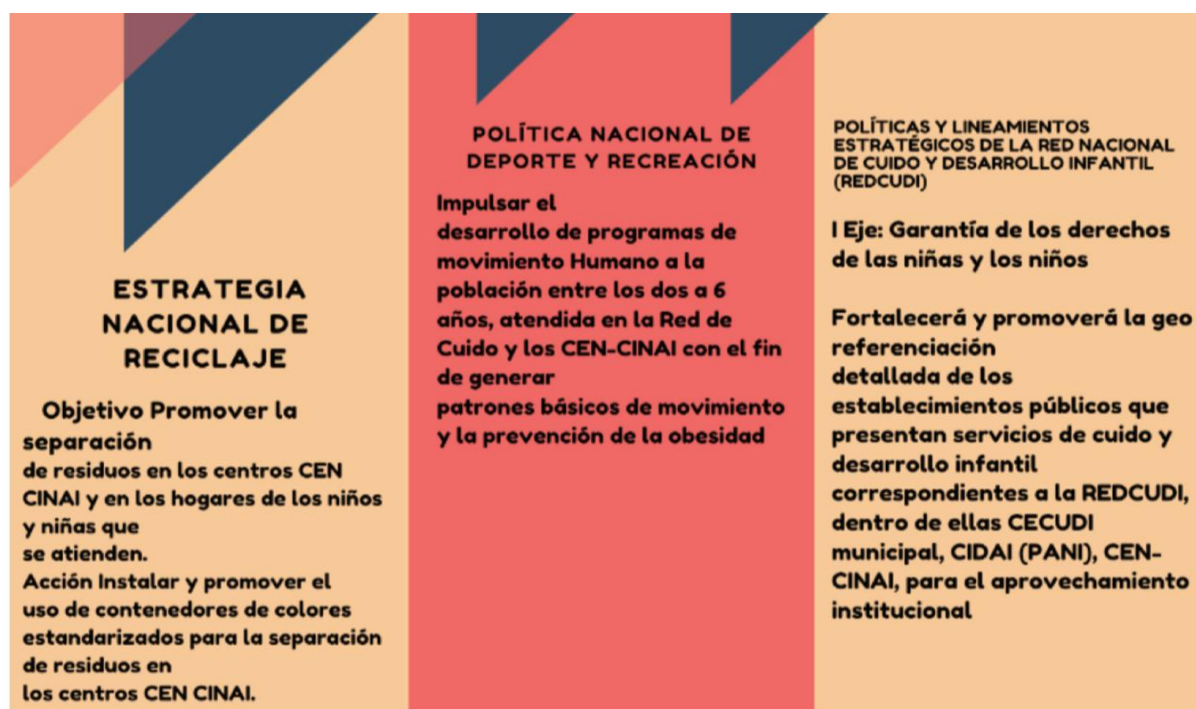 ESTRATEGIA
NACIONAL DE
RECICLAJE
Objetivo Promover la
separación
de residuos en los centros CEN
CINAI y en los hogares de los niños
y niñas que
se atienden.
Acción Instalar y promover el
uso de contenedores de colores
estandarizados para la separación
de residuos en
los centros CEN CINAI.
POLÍTICA NACIONAL DE
DEPORTE Y RECREACIÓN
Impulsar el
desarrollo de programas de
movimiento Humano a la
población entre los dos a 6
años, atendida en la Red de
Cuido y los CEN-CINAI con el fin
de generar
patrones básicos de movimiento
y la prevención de la obesidad
POLÍTICAS Y LINEAMIENTOS
ESTRATÉGICOS DE LA RED NACIONAL
DE CUIDO Y DESARROLLO INFANTIL
(REDCUDI)
I Eje: Garantía de los derechos
de las niñas y los niños
Fortalecerá y promoverá la geo
referenciación
detallada de los
establecimientos públicos que
presentan servicios de cuido y
desarrollo infantil
correspondientes a la REDCUDI,
dentro de ellas CECUDI
municipal, CIDAI (PANI), CEN-
CINAI, para el aprovechamiento
institucional